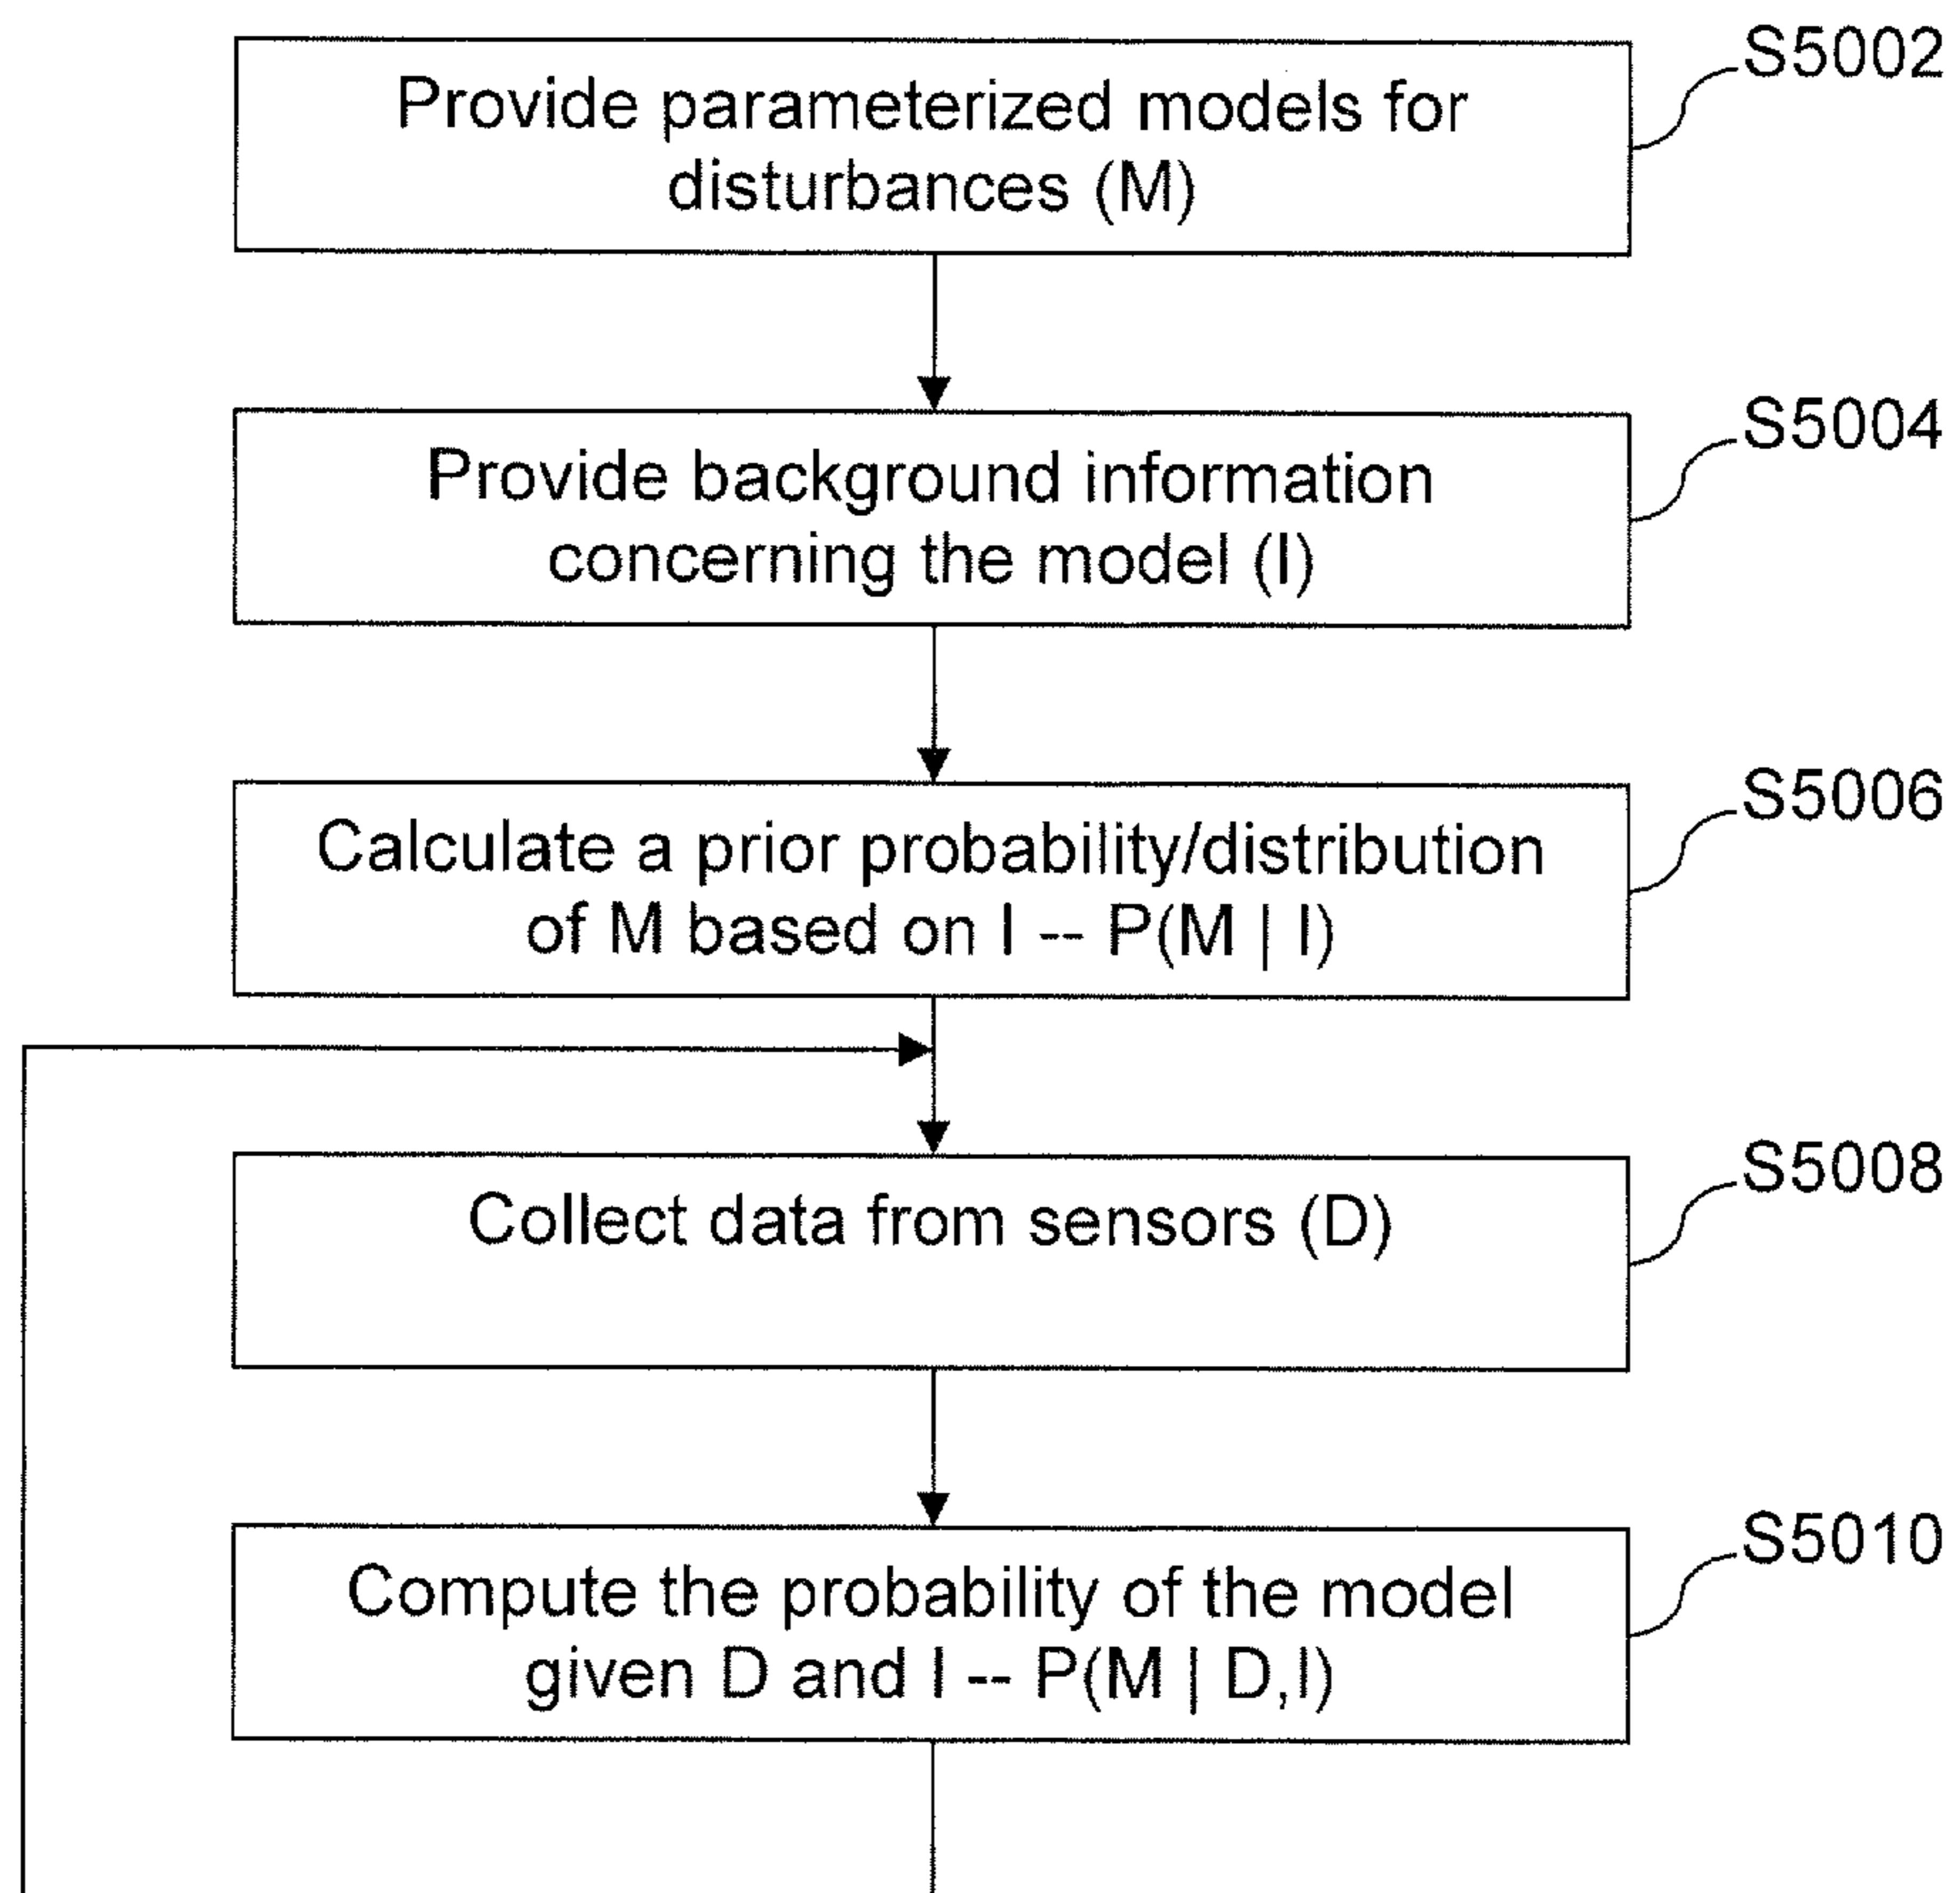 S5002
Provide parameterized models for
disturbances (M)
S5004
Provide background information
concerning the model (I)
S5006
Calculate a prior probability/distribution
of M based on I -- P(M | I)
S5008
Collect data from sensors (D)
S5010
Compute the probability of the model
given D and I -- P(M | D,I)